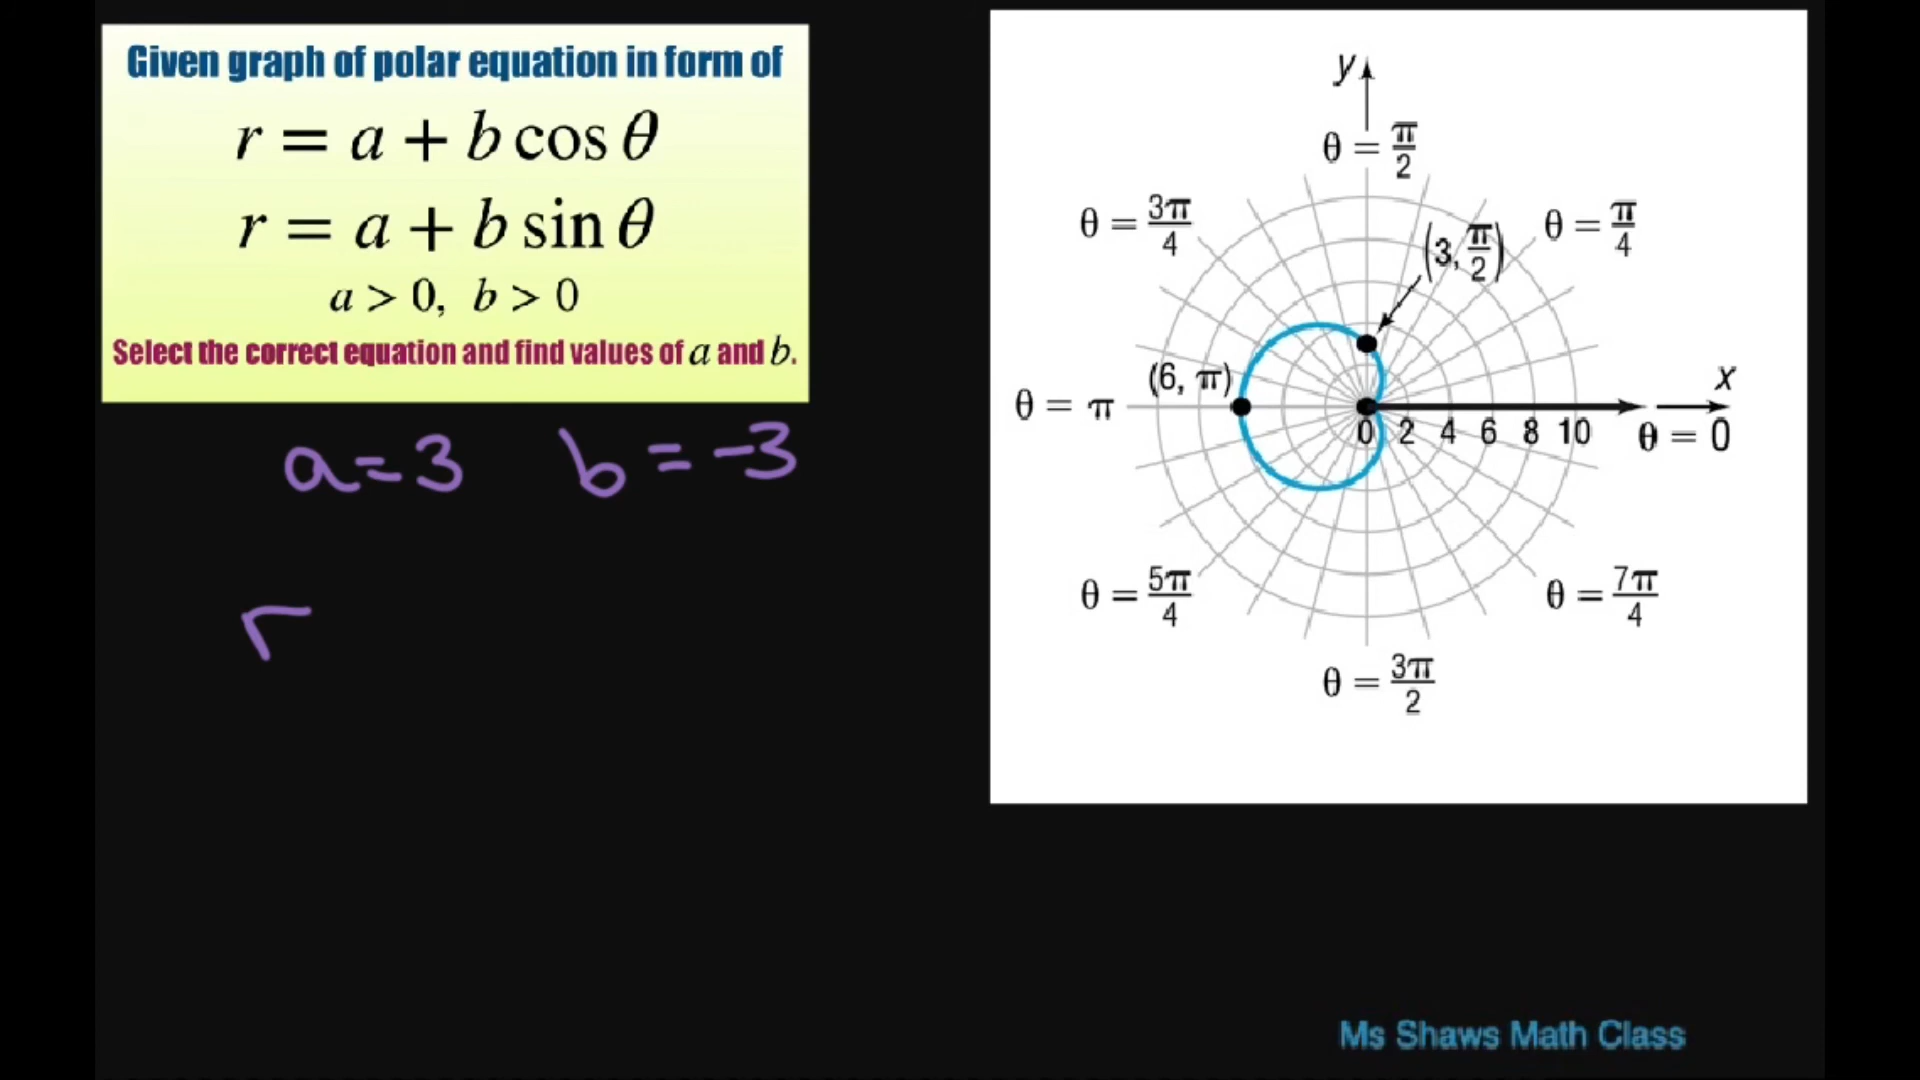 Given graph of polar equation in form of
r = a + b cos θ
r = a + b sin θ
a > 0, b > 0
Select the correct equation and find values of a and b.
a = 3 b = -3
r
y
θ = π/2
θ = 3π/4
θ = π/4
(3, π/2)
(6, π)
x
θ = π
0 2 4 6 8 10
θ = 0
θ = 5π/4
θ = 7π/4
θ = 3π/2
Ms Shaws Math Class